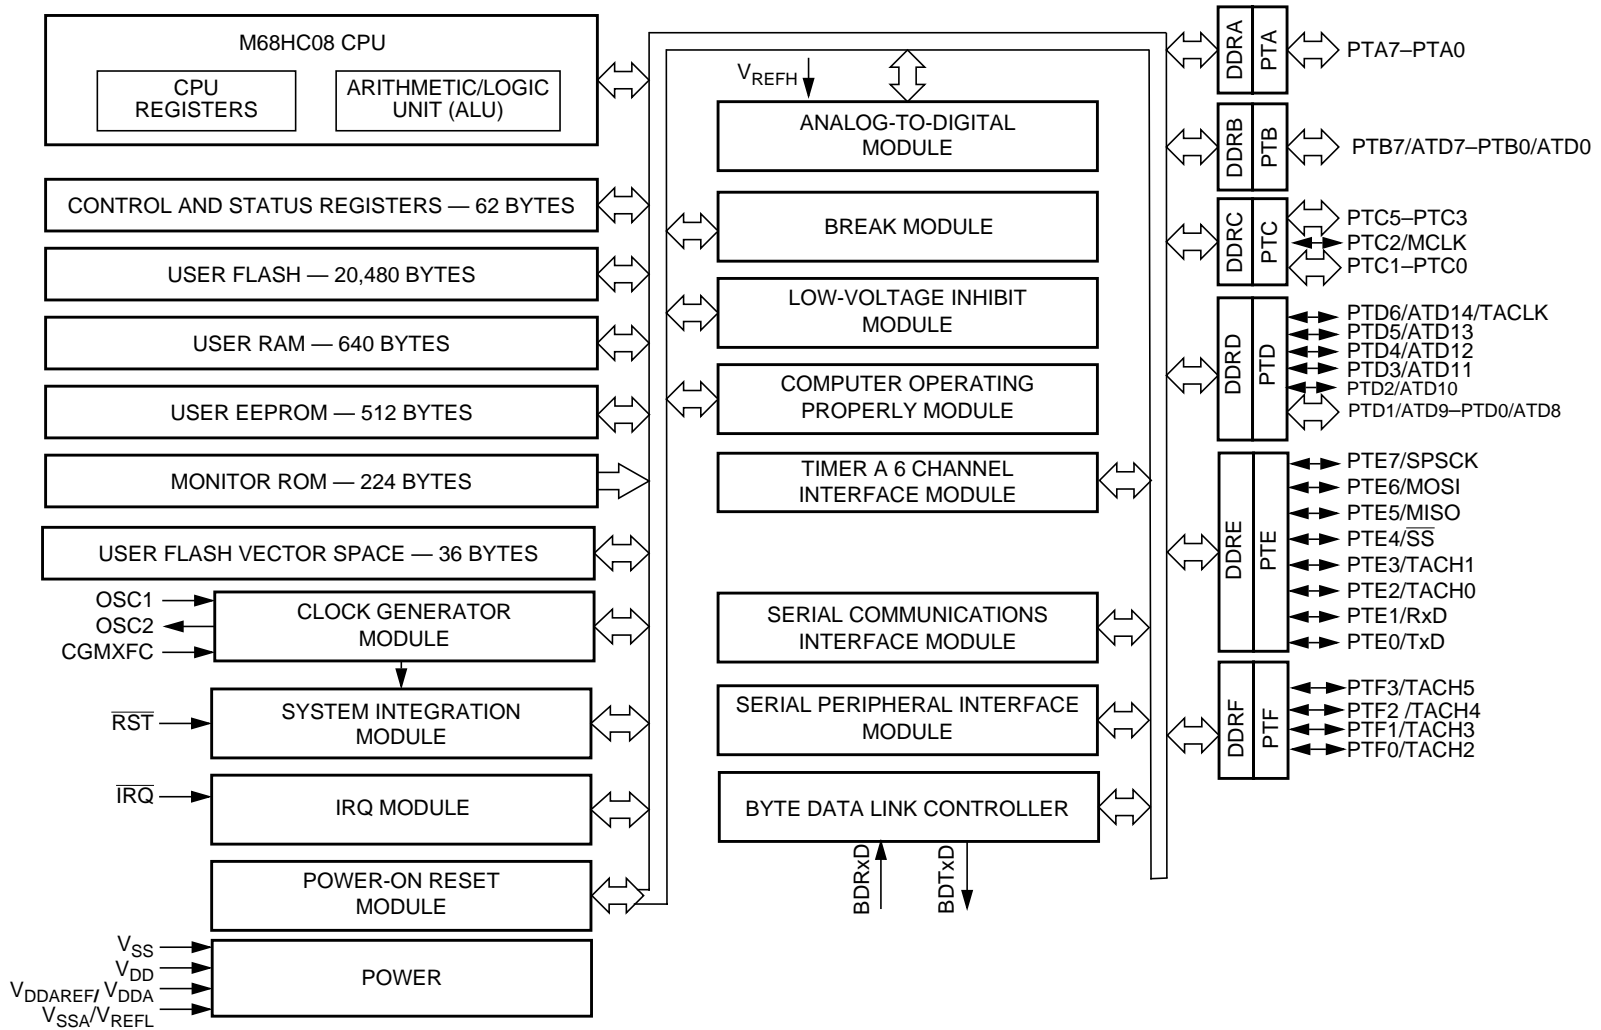 M68HC08 CPU
CPU
REGISTERS
ARITHMETIC/LOGIC
UNIT (ALU)
CONTROL AND STATUS REGISTERS — 62 BYTES
USER FLASH — 20,480 BYTES
USER RAM — 640 BYTES
USER EEPROM — 512 BYTES
MONITOR ROM — 224 BYTES
USER FLASH VECTOR SPACE — 36 BYTES
OSC1
OSC2
CGMXFC
CLOCK GENERATOR
MODULE
RST
SYSTEM INTEGRATION
MODULE
IRQ
IRQ MODULE
POWER-ON RESET
MODULE
VSS
VDD
VDDAREF, VDDA
VSSA/VREFL
POWER
VREFH
ANALOG-TO-DIGITAL
MODULE
BREAK MODULE
LOW-VOLTAGE INHIBIT
MODULE
COMPUTER OPERATING
PROPERLY MODULE
TIMER A 6 CHANNEL
INTERFACE MODULE
SERIAL COMMUNICATIONS
INTERFACE MODULE
SERIAL PERIPHERAL INTERFACE
MODULE
BYTE DATA LINK CONTROLLER
BDRxD
BDTxD
DDRA
PTA
PTA7–PTA0
DDRB
PTB
PTB7/ATD7–PTB0/ATD0
DDRC
PTC
PTC5–PTC3
PTC2/MCLK
PTC1–PTC0
DDRD
PTD
PTD6/ATD14/TACLK
PTD5/ATD13
PTD4/ATD12
PTD3/ATD11
PTD2/ATD10
PTD1/ATD9–PTD0/ATD8
DDRE
PTE
PTE7/SPSCK
PTE6/MOSI
PTE5/MISO
PTE4/SS
PTE3/TACH1
PTE2/TACH0
PTE1/RxD
PTE0/TxD
DDRF
PTF
PTF3/TACH5
PTF2 /TACH4
PTF1/TACH3
PTF0/TACH2